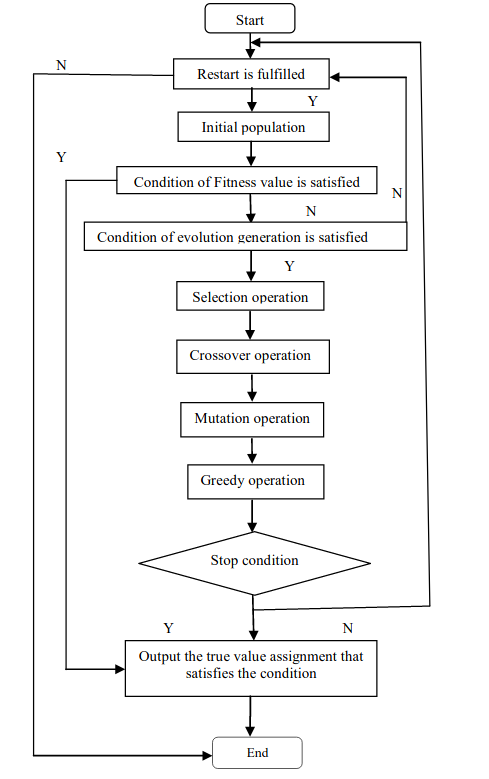 Start
N
Restart is fulfilled
Y
Initial population
Y
Condition of Fitness value is satisfied
N
N
Condition of evolution generation is satisfied
Y
Selection operation
Crossover operation
Mutation operation
Greedy operation
Stop condition
Y
N
Output the true value assignment that
satisfies the condition
End